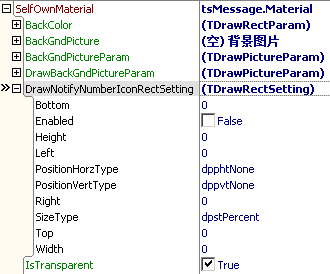 SelfOwnMaterial tsMessage.Material
BackColor (TDrawRectParam)
BackGndPicture (空) 背景图片
BackGndPictureParam (TDrawPictureParam)
DrawBackGndPictureParam (TDrawPictureParam)
DrawNotifyNumberIconRectSetting (TDrawRectSetting)
Bottom 0
Enabled False
Height 0
Left 0
PositionHorzType dpphtNone
PositionVertType dppvtNone
Right 0
SizeType dpstPercent
Top 0
Width 0
IsTransparent True